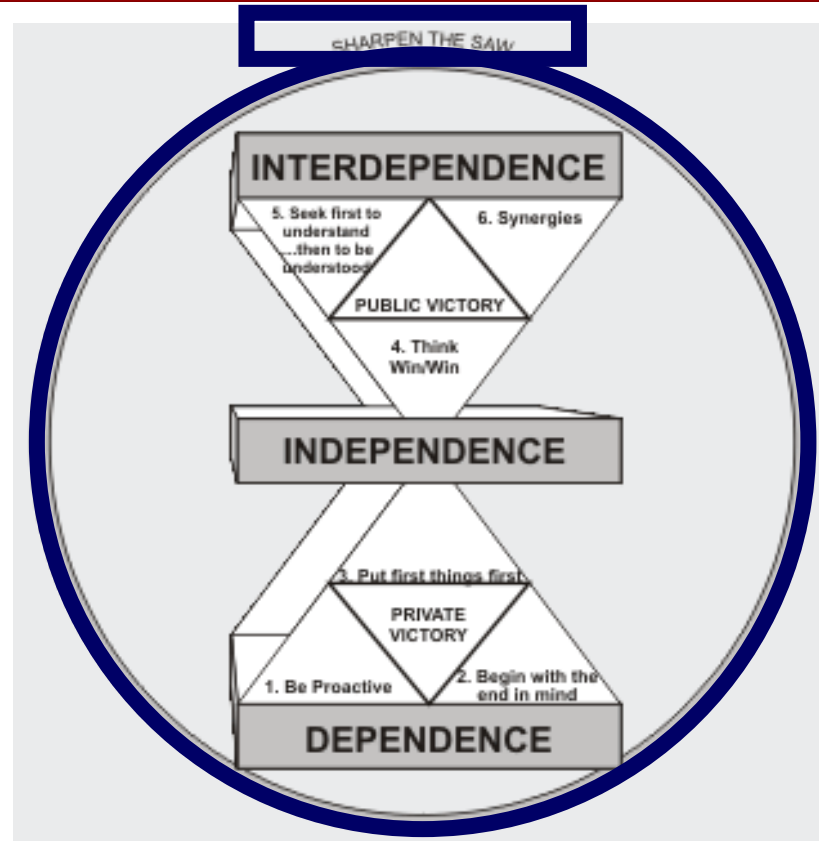 SHARPEN THE SAW
INTERDEPENDENCE
5. Seek first to
understand
...then to be
understood
6. Synergies
PUBLIC VICTORY
4. Think
Win/Win
INDEPENDENCE
3. Put first things first
PRIVATE
VICTORY
1. Be Proactive
2. Begin with the
end in mind
DEPENDENCE